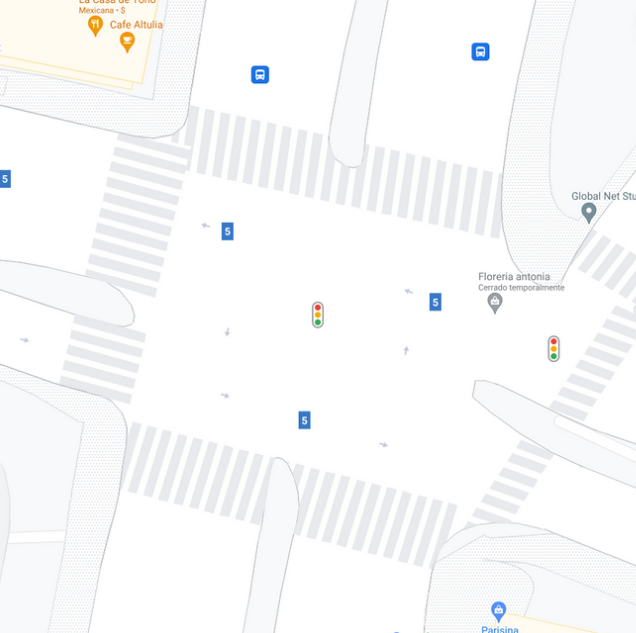 La Casa de Toño
Mexicana • $
Cafe Altulia
5
Global Net Stu
5
Floreria antonia
Cerrado temporalmente
5
5
Parisina